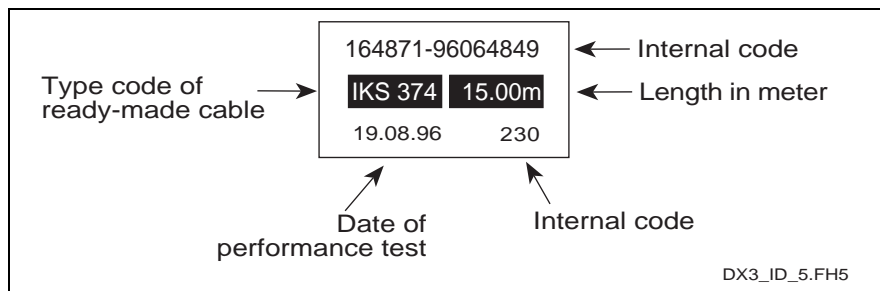 164871-96064849
Internal code
Type code of
ready-made cable
IKS 374 15.00m
Length in meter
19.08.96 230
Date of
performance test
Internal code
DX3_ID_5.FH5